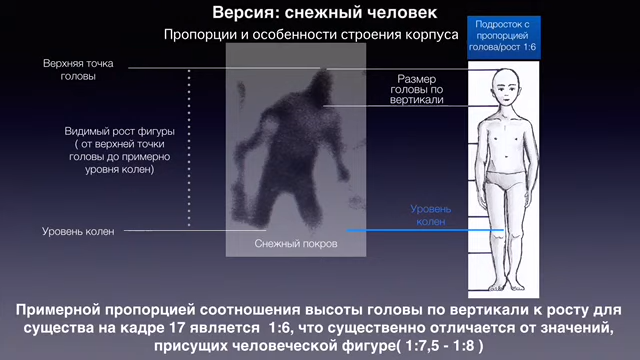 Версия: снежный человек
Пропорции и особенности строения корпуса
Подросток с
пропорцией
голова/рост 1:6
Верхняя точка
головы
Размер
головы по
вертикали
Видимый рост фигуры
( от верхней точки
головы до примерно
уровня колен)
Уровень
колен
Уровень колен
Снежный покров
Примерной пропорцией соотношения высоты головы по вертикали к росту для
существа на кадре 17 является  1:6, что существенно отличается от значений,
присущих человеческой фигуре( 1:7,5 - 1:8 )